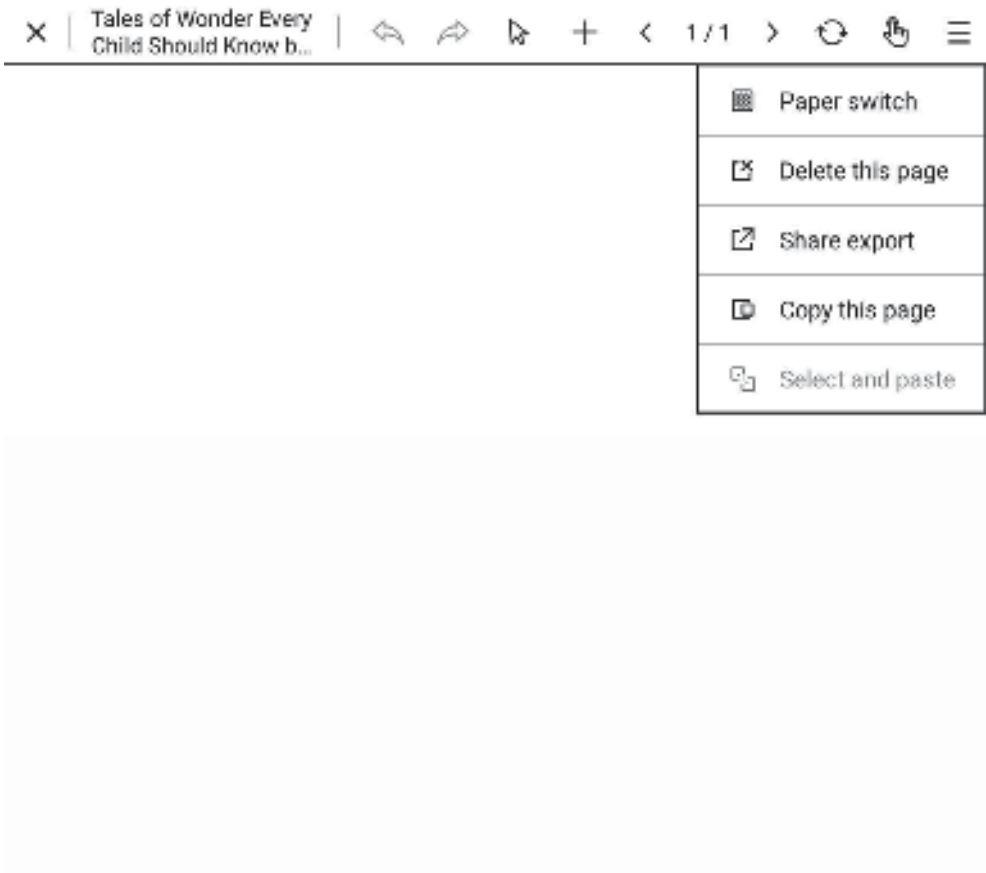 Tales of Wonder Every
Child Should Know b...
1 / 1
Paper switch
Delete this page
Share export
Copy this page
Select and paste